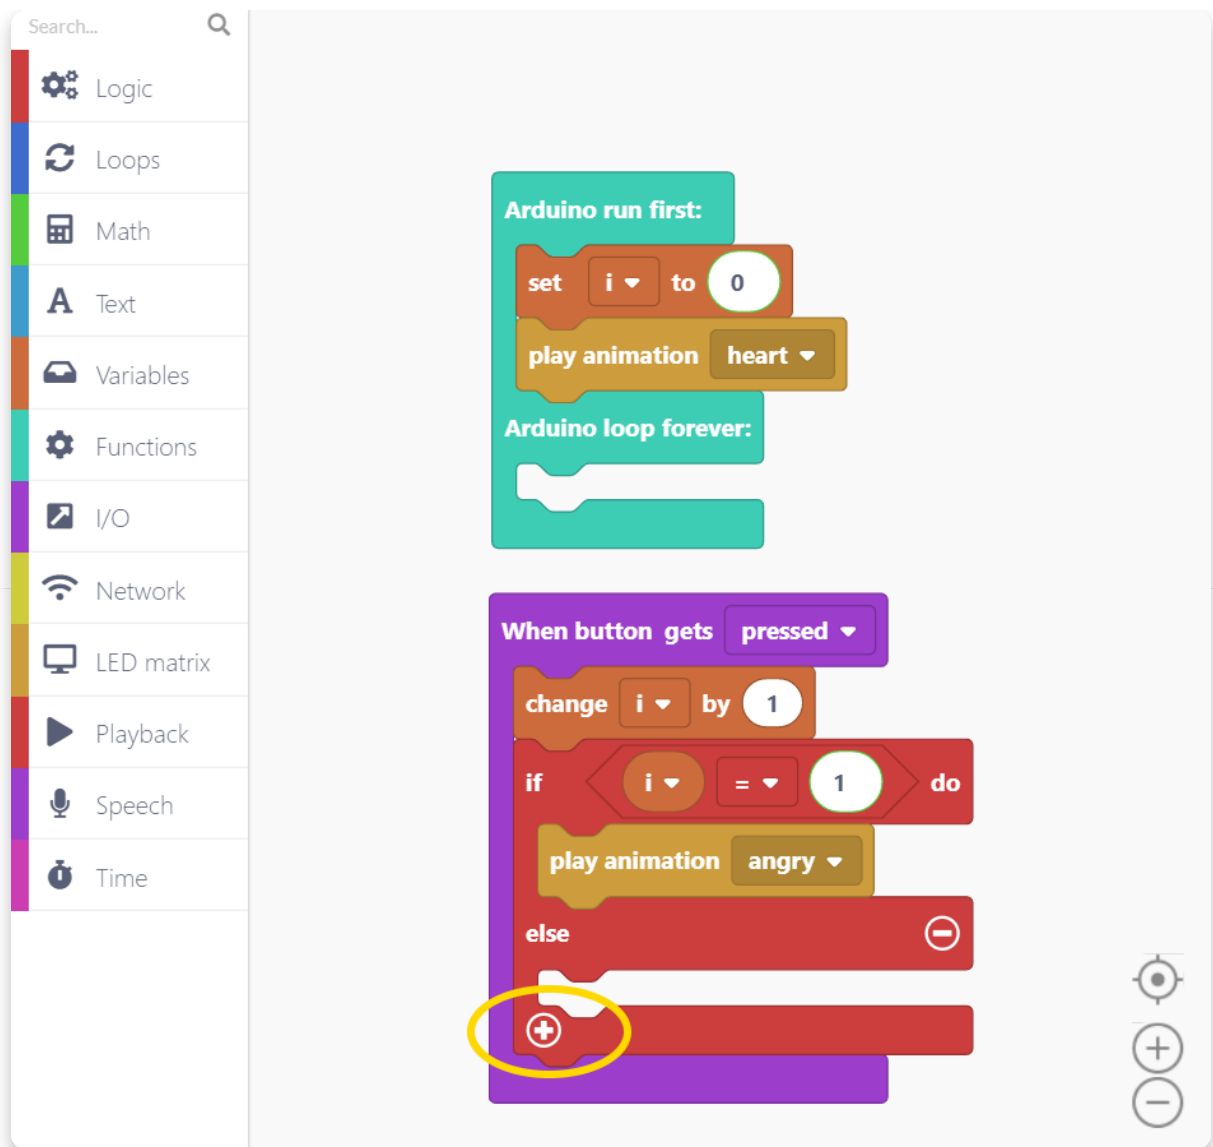 Search...
Logic
Loops
Math
Text
Variables
Functions
I/O
Network
LED matrix
Playback
Speech
Time
Arduino run first:
set i to 0
play animation heart
Arduino loop forever:
When button gets pressed
change i by 1
if i = 1 do
play animation angry
else